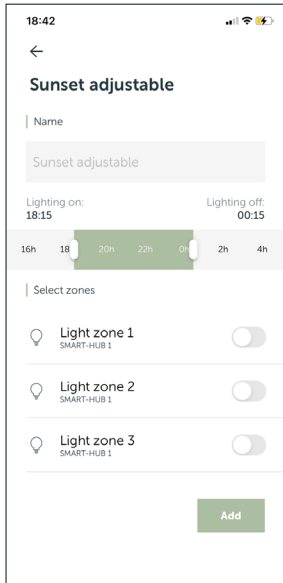 18:42
Sunset adjustable
Name
Sunset adjustable
Lighting on: Lighting off:
18:15 00:15
16h 18 20h 22h 0h 2h 4h
Select zones
Light zone 1
SMART-HUB 1
Light zone 2
SMART-HUB 1
Light zone 3
SMART-HUB 1
Add